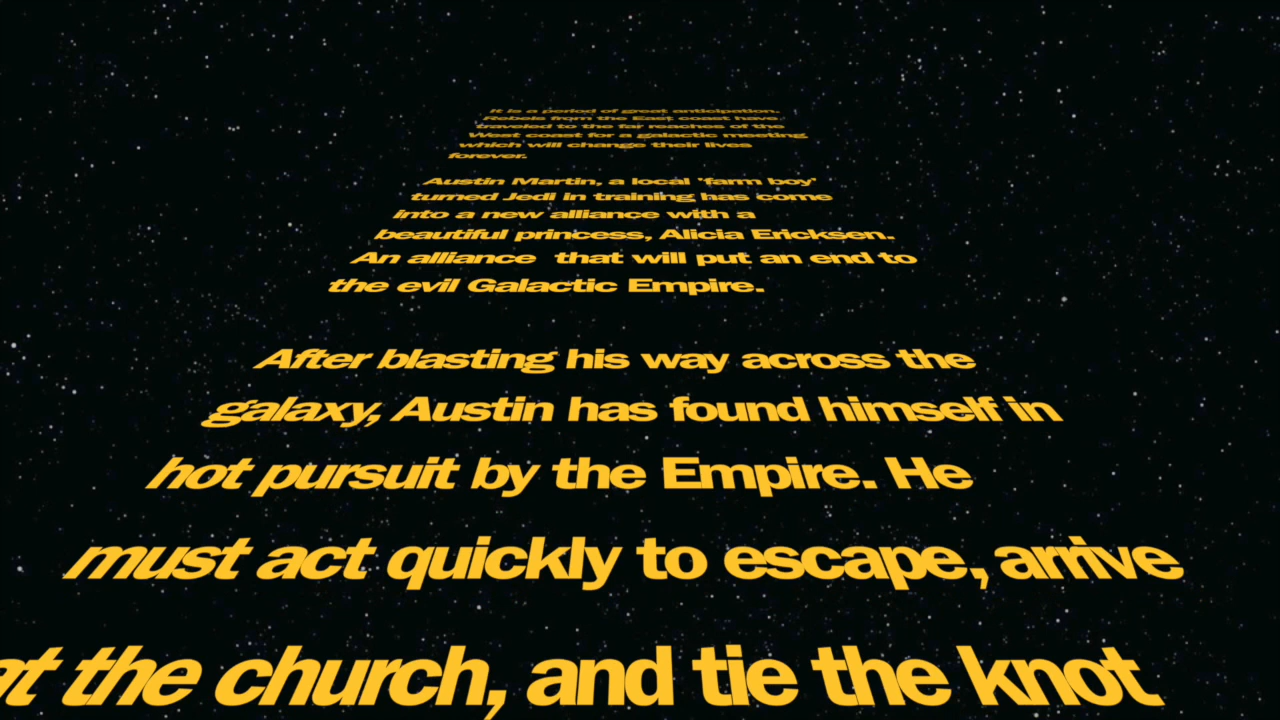 It is a period of great anticipation.
Rebels from the East coast have
traveled to the far reaches of the
West coast for a galactic meeting
which will change their lives
forever.
Austin Martin, a local 'farm boy'
turned Jedi in training has come
into a new alliance with a
beautiful princess, Alicia Ericksen.
An alliance  that will put an end to
the evil Galactic Empire.
After blasting his way across the
galaxy, Austin has found himself in
hot pursuit by the Empire. He
must act quickly to escape, arrive
at the church, and tie the knot